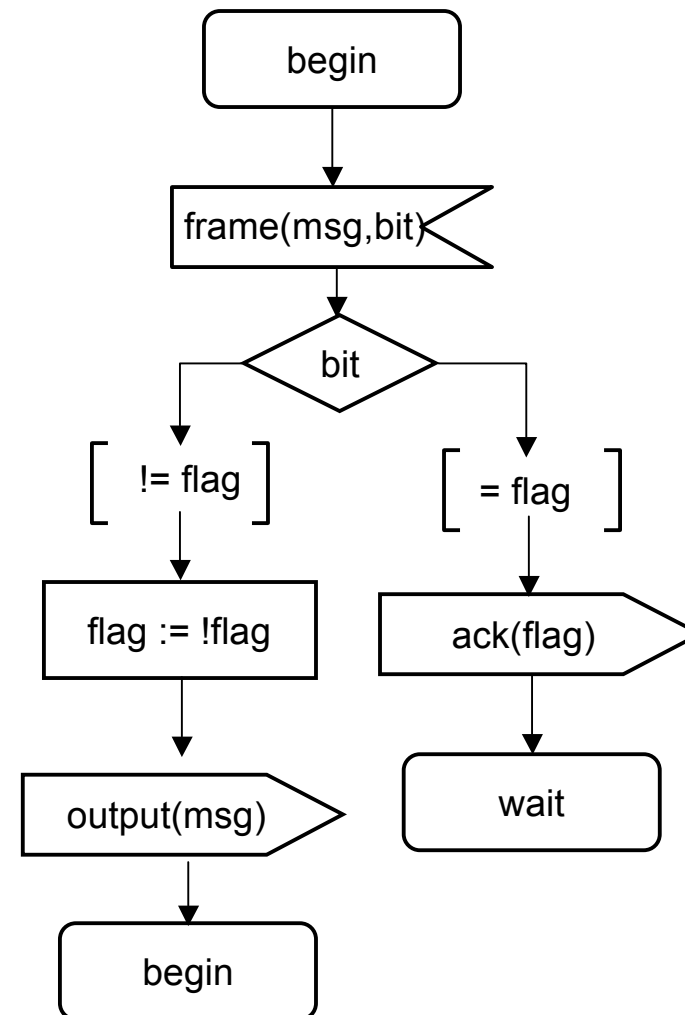 begin
frame(msg,bit)
bit
!= flag
= flag
flag := !flag
ack(flag)
output(msg)
wait
begin